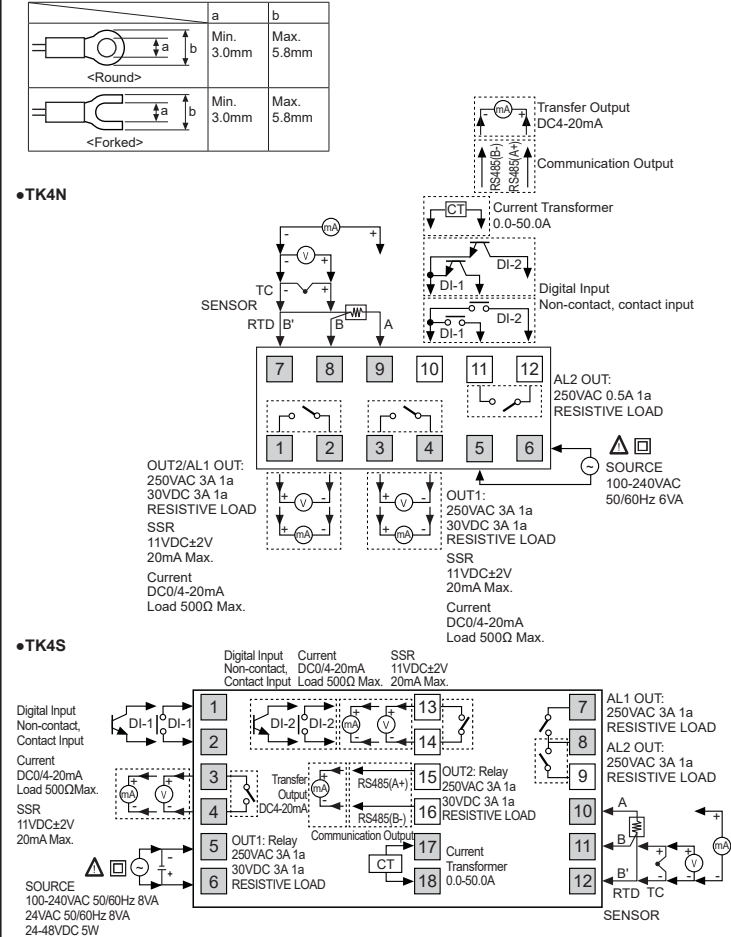 a b
Min. 3.0mm Max. 5.8mm
a b
<Round>
Min. 3.0mm Max. 5.8mm
a b
<Forked>
●TK4N
- mA +
Transfer Output
DC4-20mA
RS485(B-) RS485(A+)
Communication Output
CT
Current Transformer
0.0-50.0A
DI-2
DI-1
Digital Input
Non-contact, contact input
DI-2
DI-1
- mA +
- V +
TC - +
SENSOR
RTD B' B A
7 8 9 10 11 12
AL2 OUT:
250VAC 0.5A 1a
RESISTIVE LOAD
1 2 3 4 5 6
SOURCE
100-240VAC
50/60Hz 6VA
OUT2/AL1 OUT:
250VAC 3A 1a
30VDC 3A 1a
RESISTIVE LOAD
SSR
11VDC±2V
20mA Max.
Current
DC0/4-20mA
Load 500Ω Max.
+ V -
+ mA -
+ V -
+ mA -
OUT1:
250VAC 3A 1a
30VDC 3A 1a
RESISTIVE LOAD
SSR
11VDC±2V
20mA Max.
Current
DC0/4-20mA
Load 500Ω Max.
●TK4S
Digital Input
Non-contact,
Contact Input
Current
DC0/4-20mA
Load 500Ω Max.
SSR
11VDC±2V
20mA Max.
Digital Input
Non-contact,
Contact Input
DI-1 DI-1
1
2
DI-2 DI-2
+ mA - + V -
13
14
Current
DC0/4-20mA
Load 500ΩMax.
SSR
11VDC±2V
20mA Max.
+ mA - + V -
3
4
Transfer
Output
DC4-20mA
+ mA -
RS485(A+)
RS485(B-)
Communication Output
15
16
OUT2: Relay
250VAC 3A 1a
30VDC 3A 1a
RESISTIVE LOAD
- +
5
6
OUT1: Relay
250VAC 3A 1a
30VDC 3A 1a
RESISTIVE LOAD
CT
17
18
Current
Transformer
0.0-50.0A
SOURCE
100-240VAC 50/60Hz 8VA
24VAC 50/60Hz 8VA
24-48VDC 5W
7
8
9
AL1 OUT:
250VAC 3A 1a
RESISTIVE LOAD
AL2 OUT:
250VAC 3A 1a
RESISTIVE LOAD
10
11
12
A
B
B'
+ - + V - + mA -
RTD TC
SENSOR